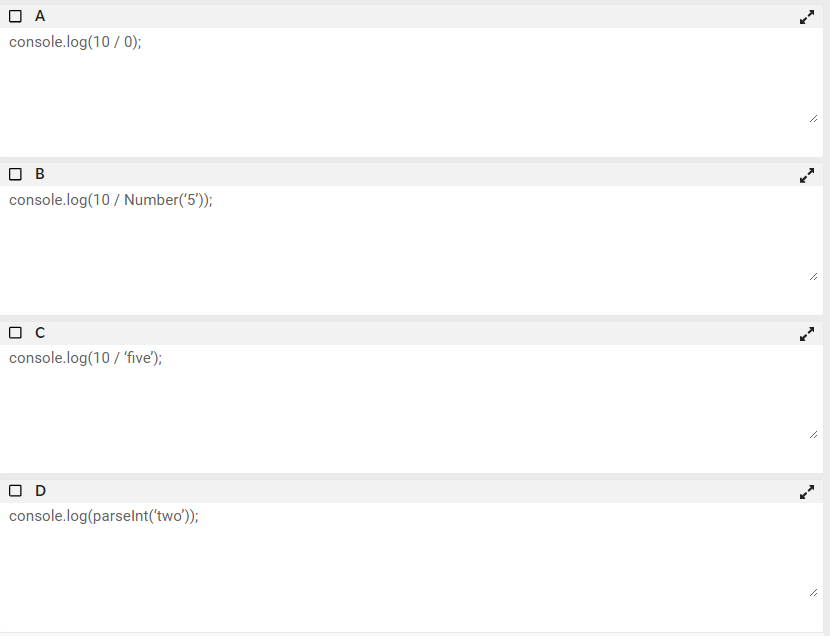 A
console.log(10 / 0);
B
console.log(10 / Number(‘5’));
C
console.log(10 / ‘five’);
D
console.log(parseInt(‘two’));